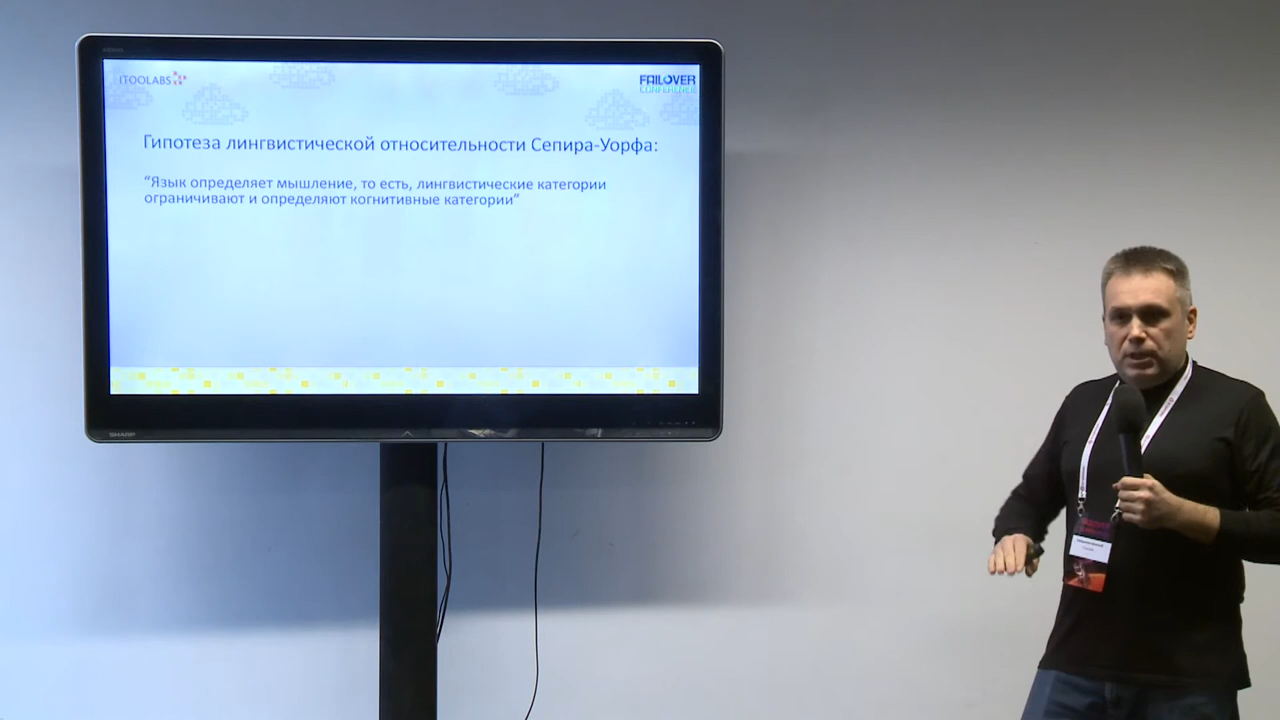 ITOOLABS
FAILOVER
CONFERENCE
Гипотеза лингвистической относительности Сепира-Уорфа:
“Язык определяет мышление, то есть, лингвистические категории
ограничивают и определяют когнитивные категории”
SHARP